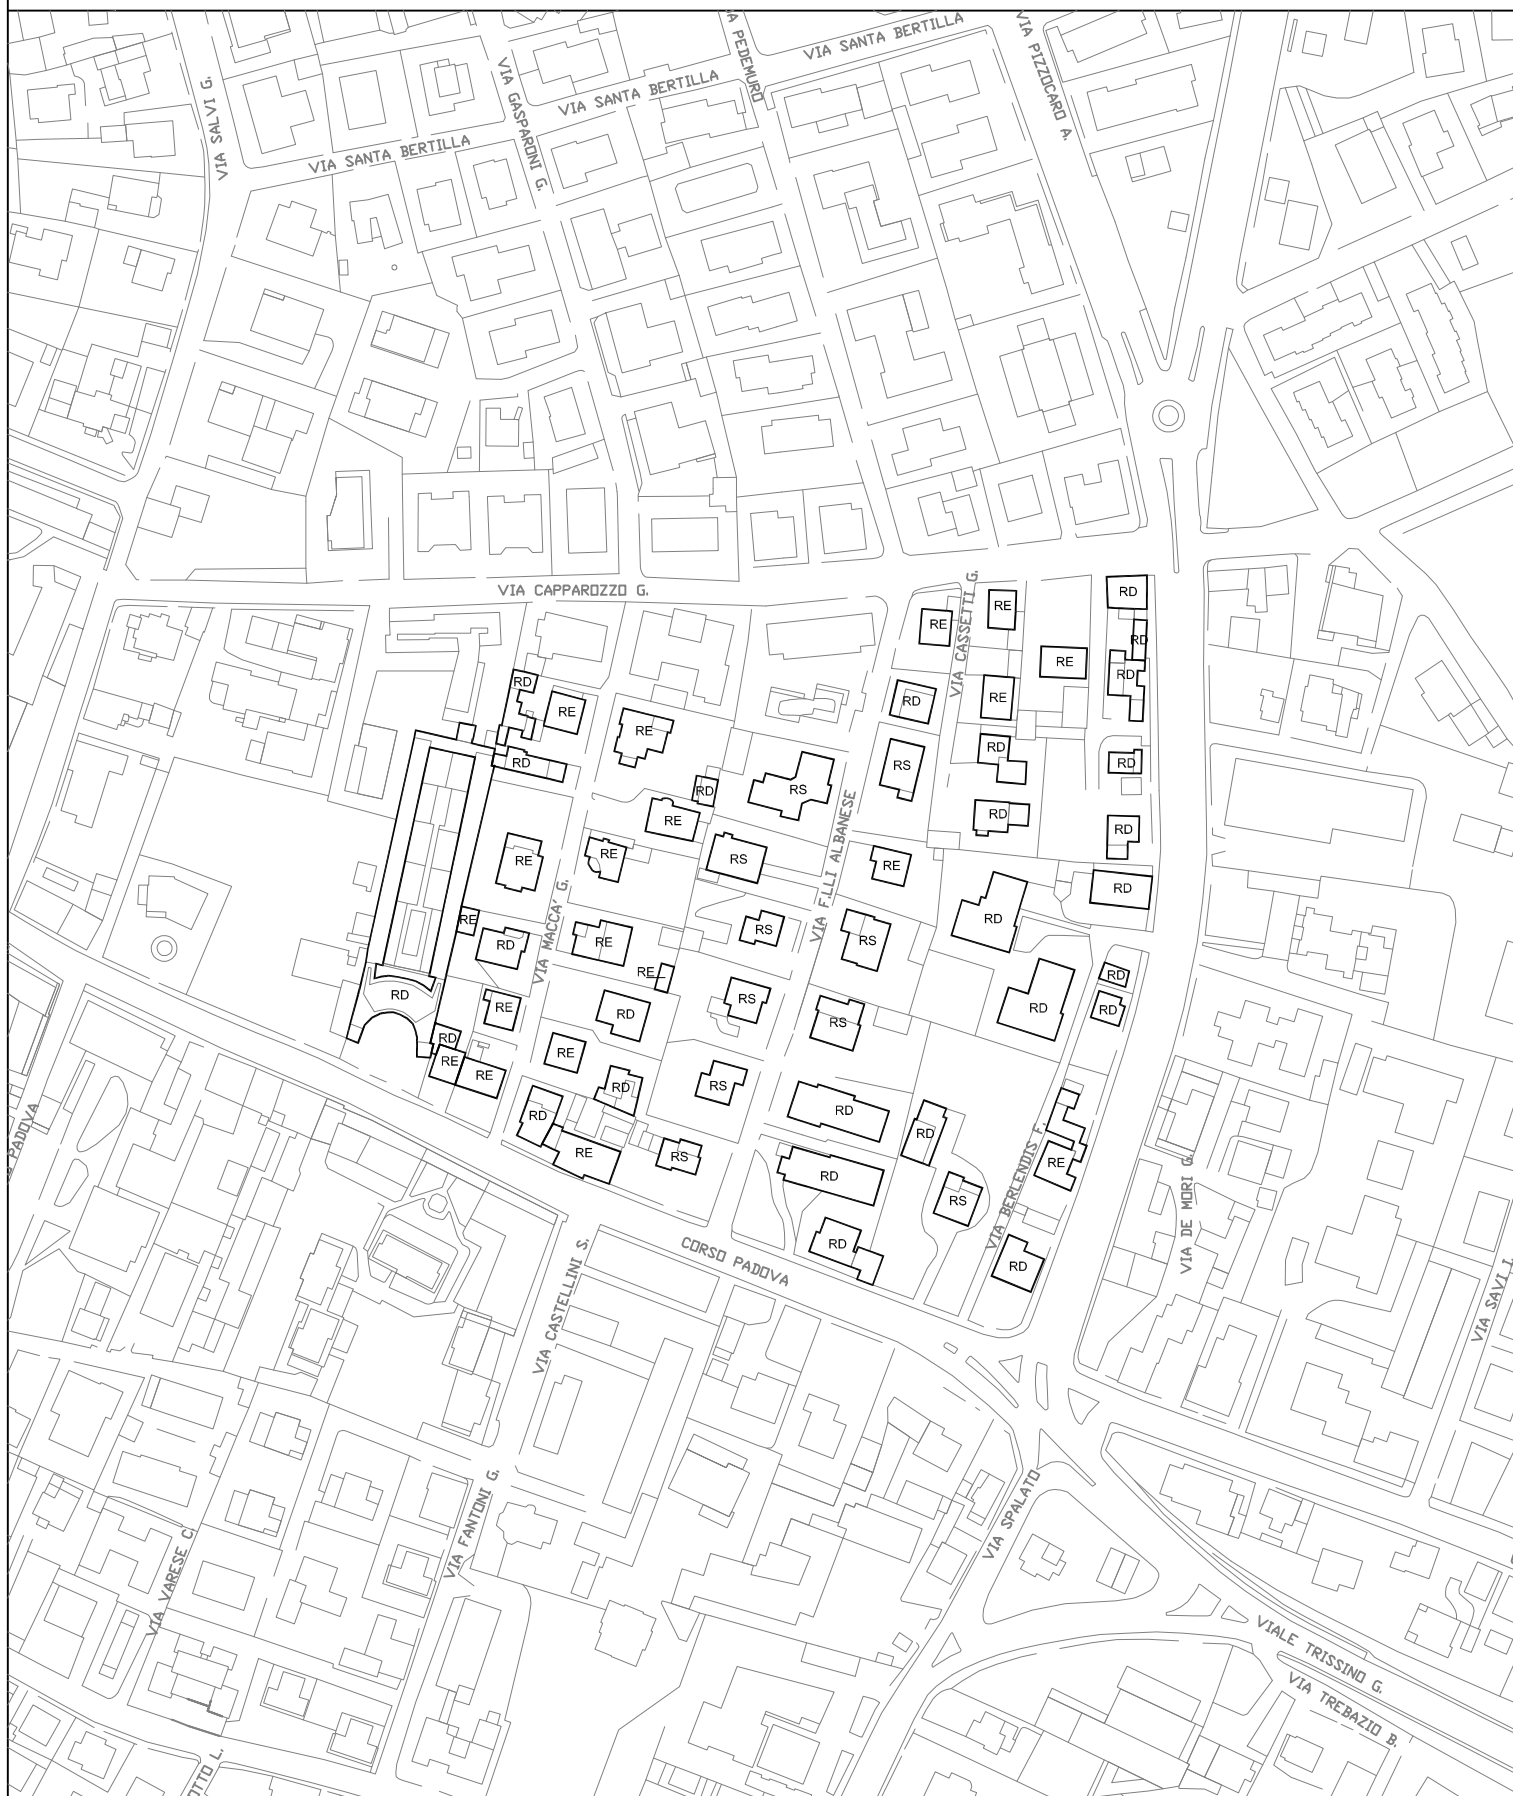 VIA SALVI G.
VIA GASPARONI G.
PEDEMURO
VIA SANTA BERTILLA
VIA PIZZOCARO A.
VIA SANTA BERTILLA
VIA SANTA BERTILLA
VIA CAPPAROZZO G.
VIA CASSETTI G.
RD
RE
RE
RD
RE
RD
RD
RE
RD
RE
RE
RE
RD
RD
RS
RD
RS
RD
RD
RE
RD
RD
VIA F.LLI ALBANESE
RE
RS
RE
RE
RD
VIA MACCA' G.
RE
RD
RE
RD
RS
RS
RD
RE
RD
RD
RS
RE
RD
RD
RS
RD
RD
RE
RE
RE
RS
RD
RD
RD
RD
VIA BERLENDIS F.
RE
RS
RE
RD
RS
VIA DE MORI G.
RD
RD
PADOVA
CORSO PADOVA
VIA CASTELLINI S.
VIA SAVI I.
VIA FANTONI G.
VIA SPALATO
VIA VARESE C.
VIALE TRISSINO G.
VIA TREBAZIO B.
OTTO L.